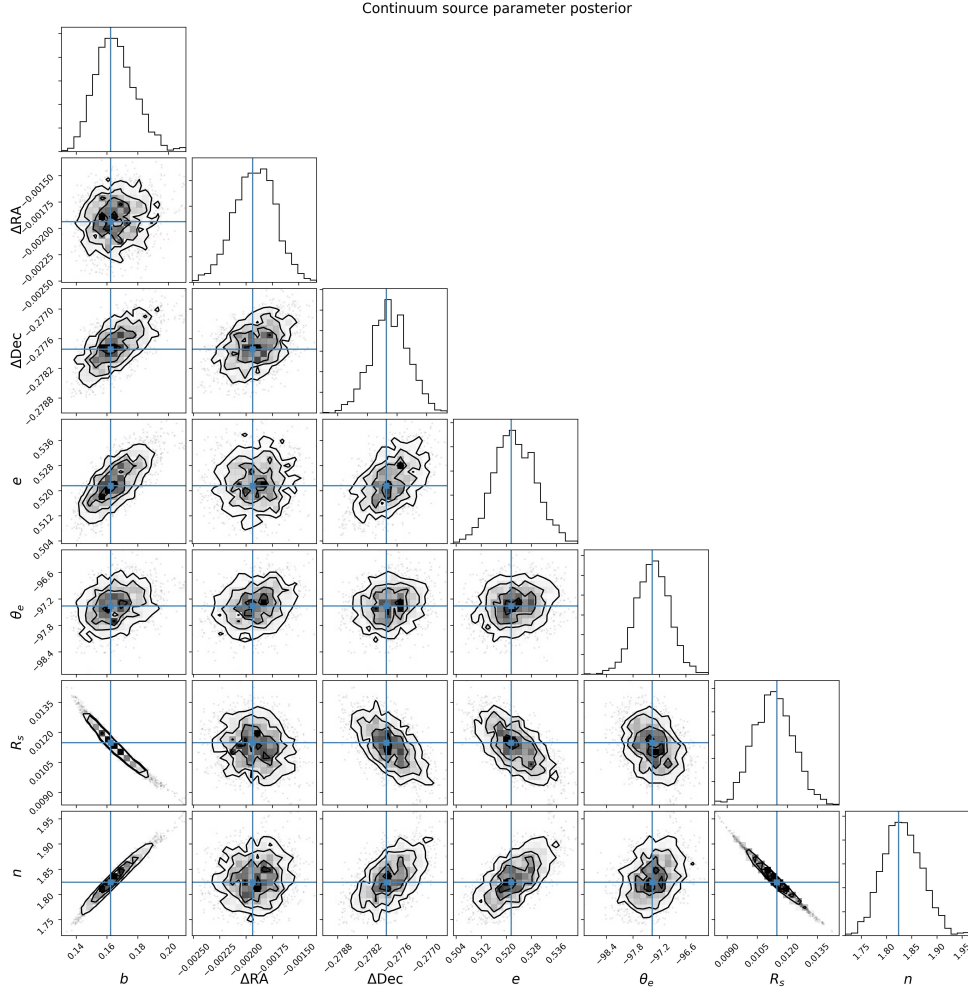 Continuum source parameter posterior
ΔRA
−0.00150
−0.00175
−0.00200
−0.00225
−0.00250
ΔDec
−0.2770
−0.2776
−0.2782
−0.2788
e
0.536
0.528
0.520
0.512
0.504
θe
−96.6
−97.2
−97.8
−98.4
Rs
0.0135
0.0120
0.0105
0.0090
n
1.95
1.90
1.85
1.80
1.75
0.14 0.16 0.18 0.20
−0.00250 −0.00225 −0.00200 −0.00175 −0.00150
−0.2788 −0.2782 −0.2776 −0.2770
0.504 0.512 0.520 0.528 0.536
−98.4 −97.8 −97.2 −96.6
0.0090 0.0105 0.0120 0.0135
1.75 1.80 1.85 1.90 1.95
b ΔRA ΔDec e θe Rs n